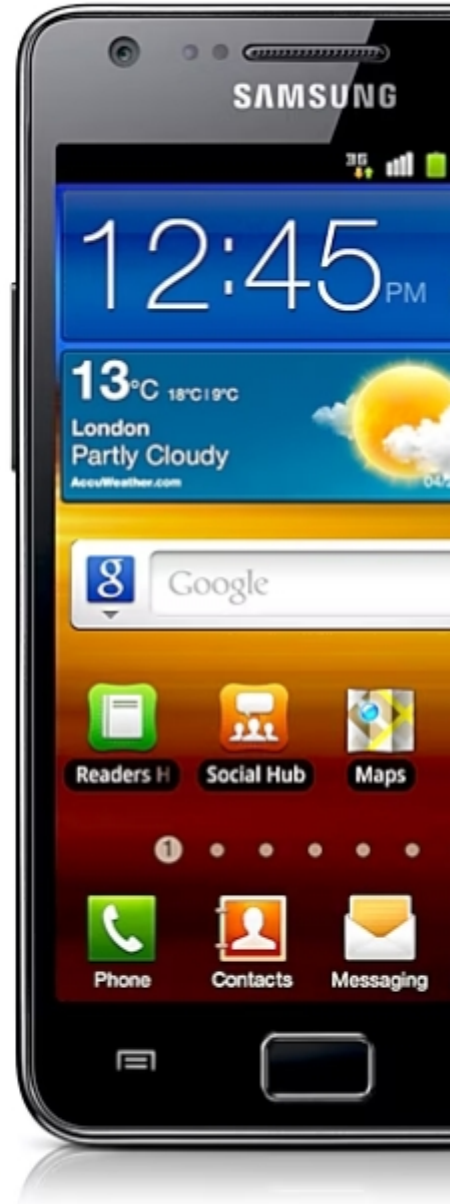 SAMSUNG
3G
12:45PM
13°C 18°C|9°C
London
Partly Cloudy
AccuWeather.com
g Google
Readers H Social Hub Maps
1
Phone Contacts Messaging